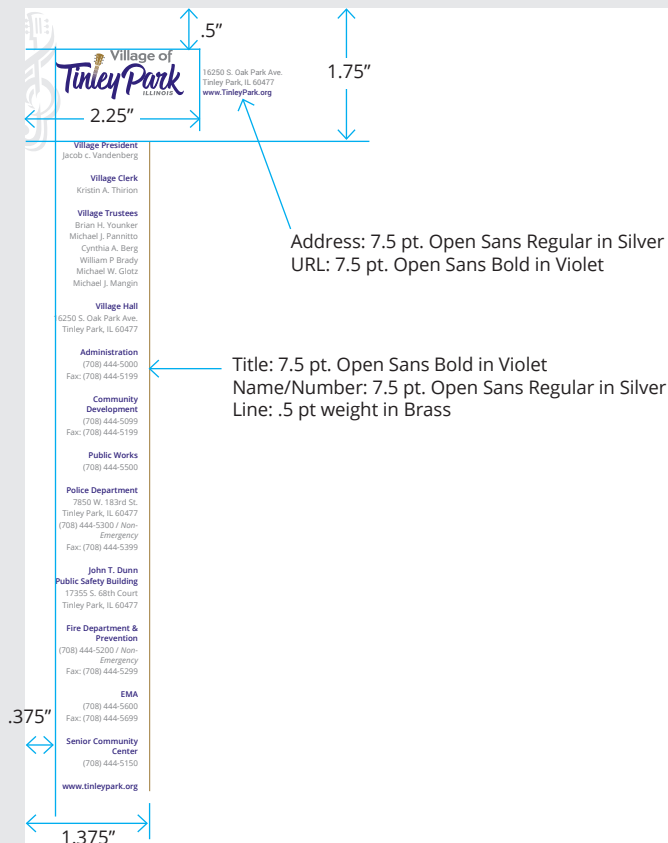 .5”
Village of
Tinley Park
ILLINOIS
16250 S. Oak Park Ave.
Tinley Park, IL 60477
www.TinleyPark.org
1.75”
2.25”
Village President
Jacob c. Vandenberg
Village Clerk
Kristin A. Thirion
Village Trustees
Brian H. Younker
Michael J. Pannitto
Cynthia A. Berg
William P Brady
Michael W. Glotz
Michael J. Mangin
Address: 7.5 pt. Open Sans Regular in Silver
URL: 7.5 pt. Open Sans Bold in Violet
Village Hall
16250 S. Oak Park Ave.
Tinley Park, IL 60477
Administration
(708) 444-5000
Fax: (708) 444-5199
Title: 7.5 pt. Open Sans Bold in Violet
Name/Number: 7.5 pt. Open Sans Regular in Silver
Line: .5 pt weight in Brass
Community
Development
(708) 444-5099
Fax: (708) 444-5199
Public Works
(708) 444-5500
Police Department
7850 W. 183rd St.
Tinley Park, IL 60477
(708) 444-5300 / Non-
Emergency
Fax: (708) 444-5399
John T. Dunn
Public Safety Building
17355 S. 68th Court
Tinley Park, IL 60477
Fire Department &
Prevention
(708) 444-5200 / Non-
Emergency
Fax: (708) 444-5299
EMA
(708) 444-5600
Fax: (708) 444-5699
.375”
Senior Community
Center
(708) 444-5150
www.tinleypark.org
1.375”